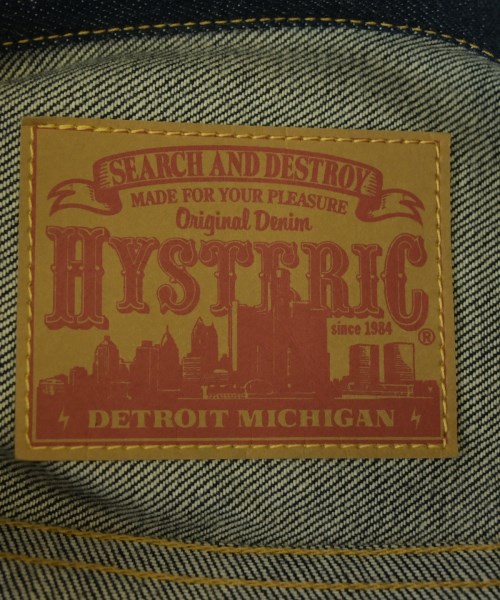 SEARCH AND DESTROY
MADE FOR YOUR PLEASURE
Original Denim
HYSTERIC
since 1984
®
DETROIT MICHIGAN